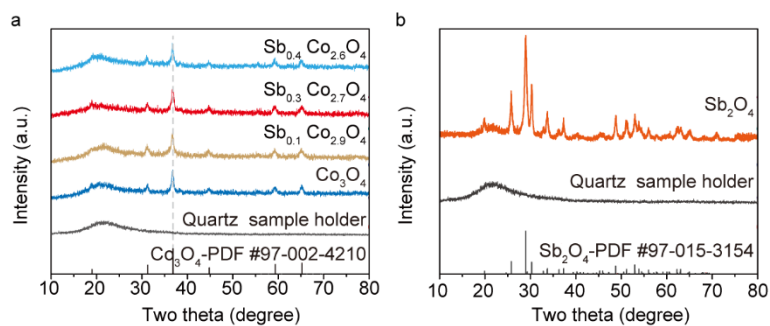 a
Sb0.4 Co2.6O4
Sb0.3 Co2.7O4
Sb0.1 Co2.9O4
Co3O4
Quartz sample holder
Co3O4-PDF #97-002-4210
Intensity (a.u.)
10 20 30 40 50 60 70 80
Two theta (degree)
b
Sb2O4
Quartz sample holder
Sb2O4-PDF #97-015-3154
Intensity (a.u.)
10 20 30 40 50 60 70 80
Two theta (degree)